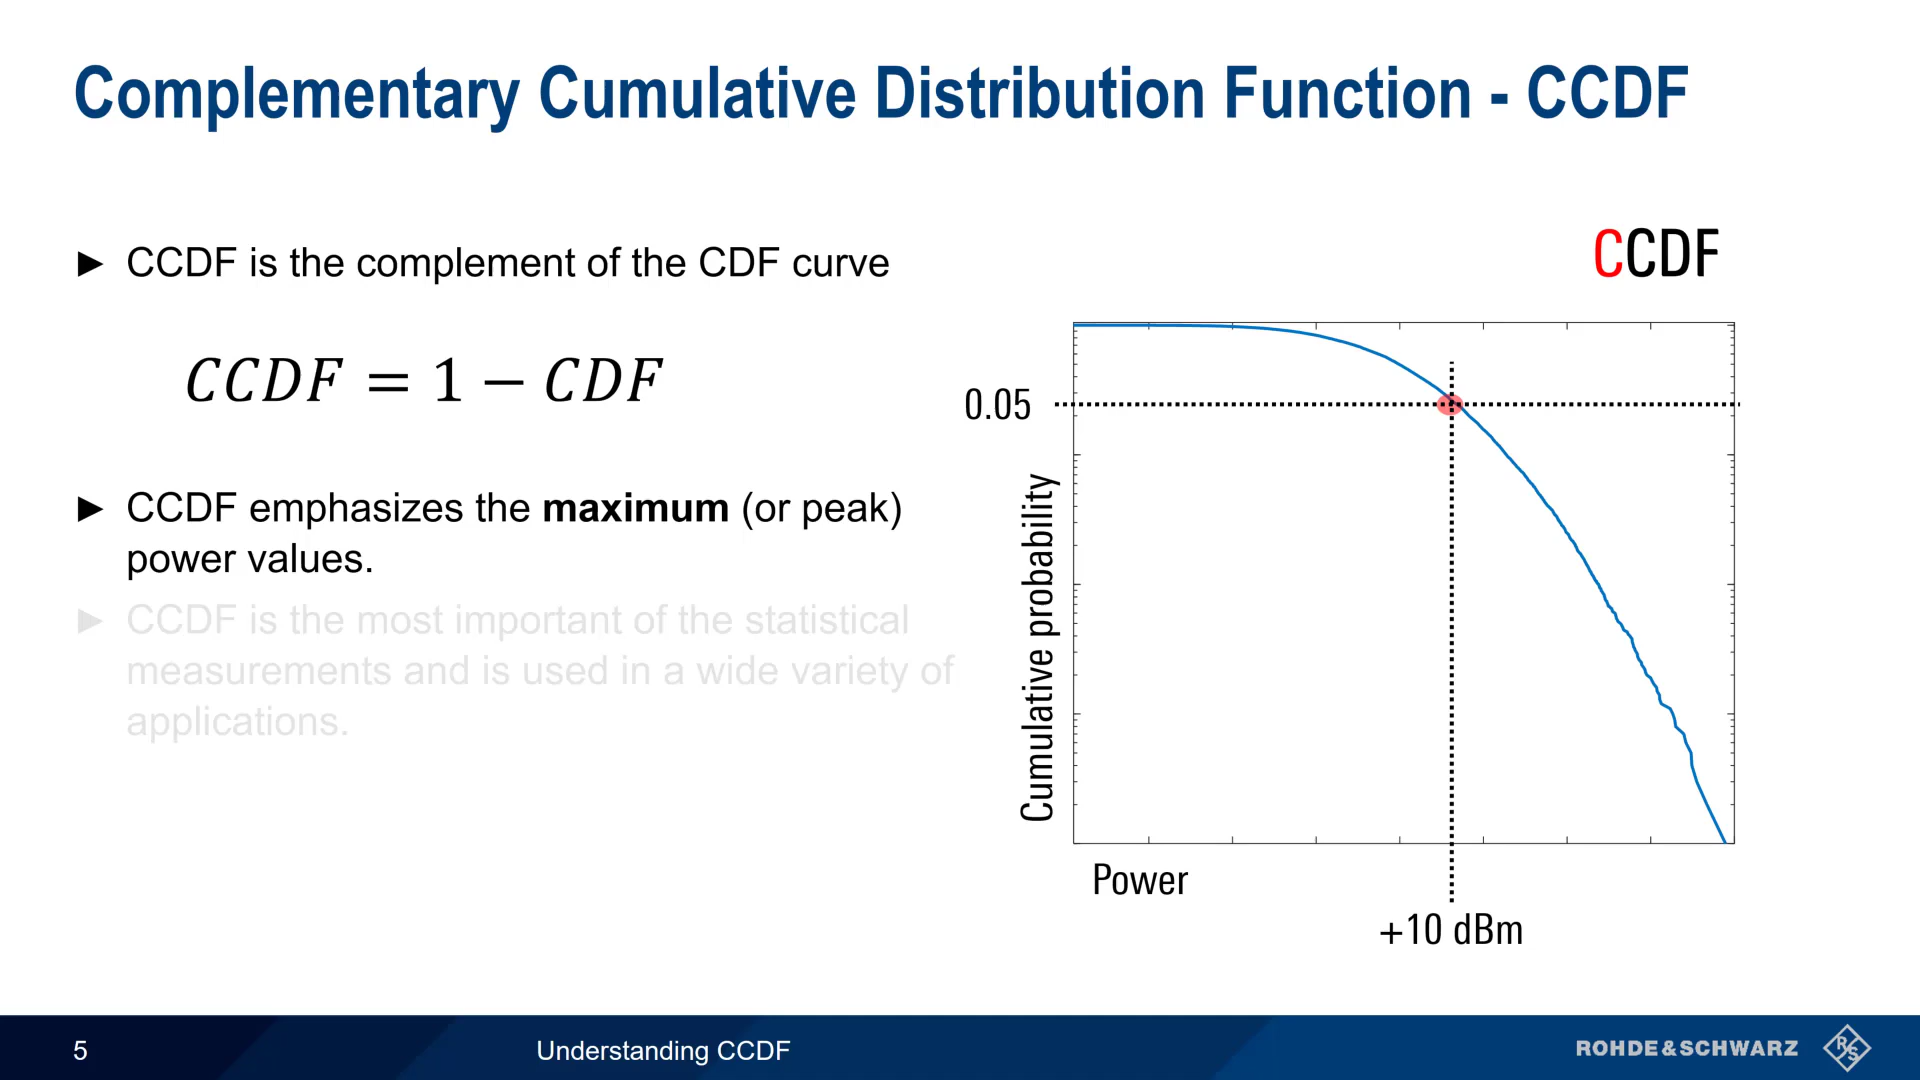 Complementary Cumulative Distribution Function - CCDF
► CCDF is the complement of the CDF curve
CCDF = 1 − CDF
► CCDF emphasizes the maximum (or peak)
power values.
► CCDF is the most important of the statistical
measurements and is used in a wide variety of
applications.
CCDF
0.05
Cumulative probability
Power
+10 dBm
5
Understanding CCDF
ROHDE & SCHWARZ
R S